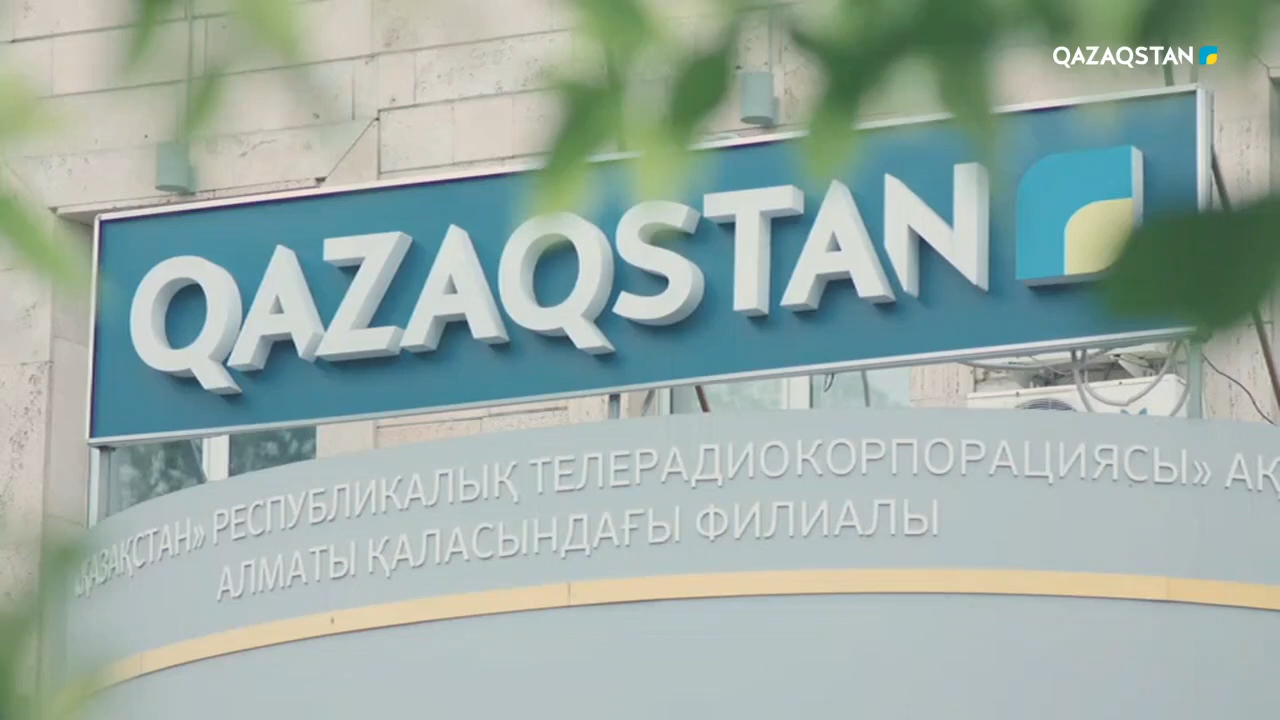 QAZAQSTAN
QAZAQSTAN
«ҚАЗАҚСТАН» РЕСПУБЛИКАЛЫҚ ТЕЛЕРАДИОКОРПОРАЦИЯСЫ»
АЛМАТЫ ҚАЛАСЫНДАҒЫ ФИЛИАЛЫ